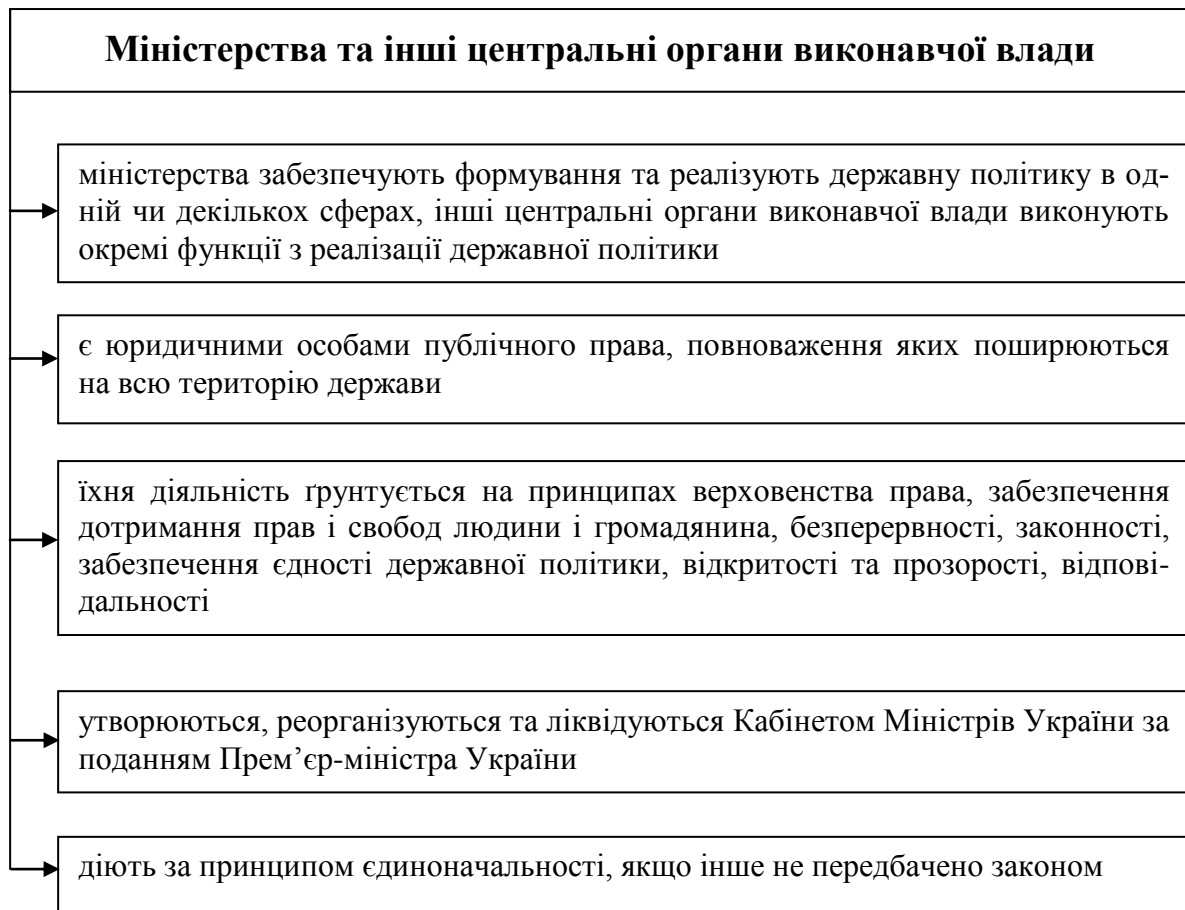 Міністерства та інші центральні органи виконавчої влади
міністерства забезпечують формування та реалізують державну політику в од-
ній чи декількох сферах, інші центральні органи виконавчої влади виконують
окремі функції з реалізації державної політики
є юридичними особами публічного права, повноваження яких поширюються
на всю територію держави
їхня діяльність ґрунтується на принципах верховенства права, забезпечення
дотримання прав і свобод людини і громадянина, безперервності, законності,
забезпечення єдності державної політики, відкритості та прозорості, відпові-
дальності
утворюються, реорганізуються та ліквідуються Кабінетом Міністрів України за
поданням Прем’єр-міністра України
діють за принципом єдиноначальності, якщо інше не передбачено законом